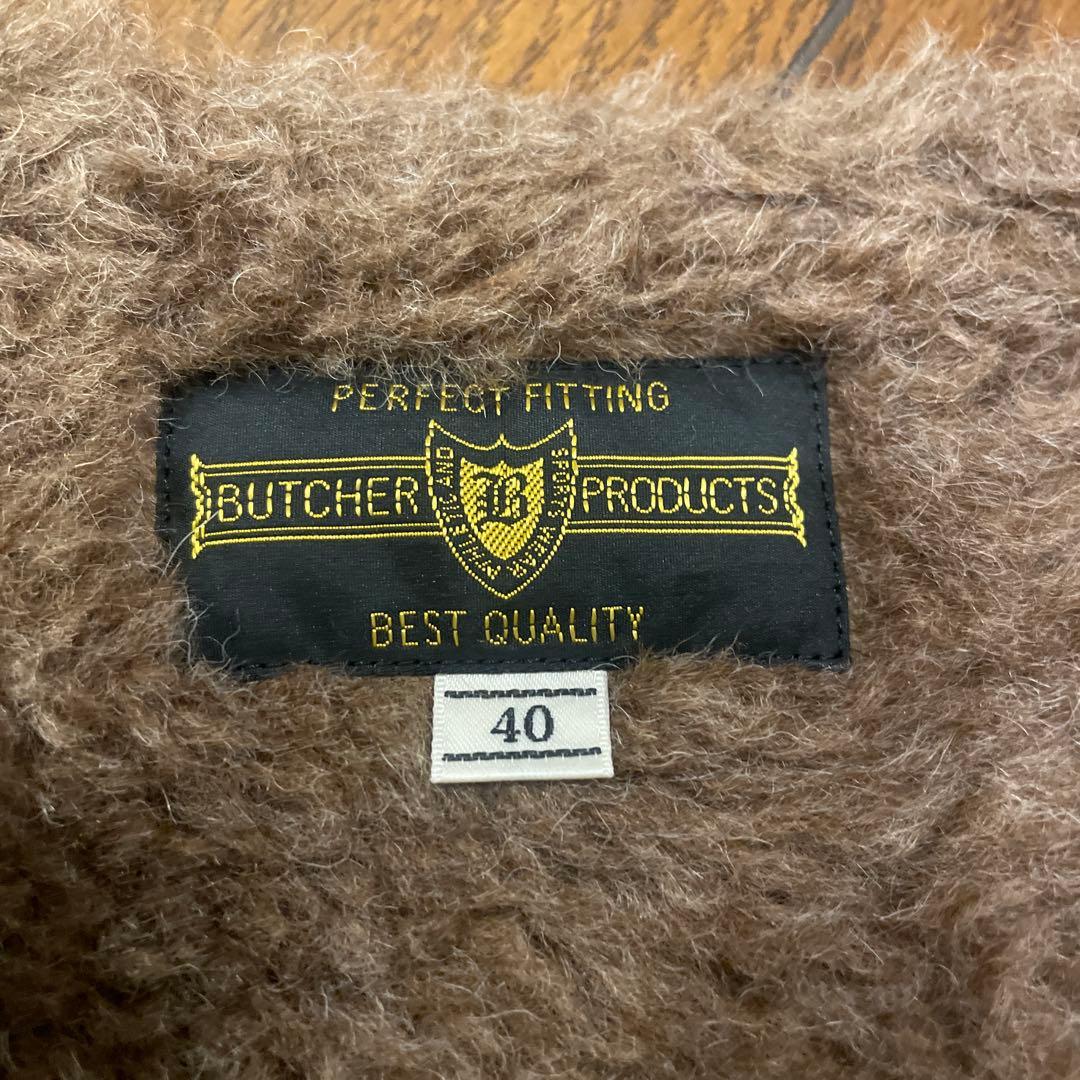 PERFECT FITTING
BUTCHER PRODUCTS
B
BEST QUALITY
40